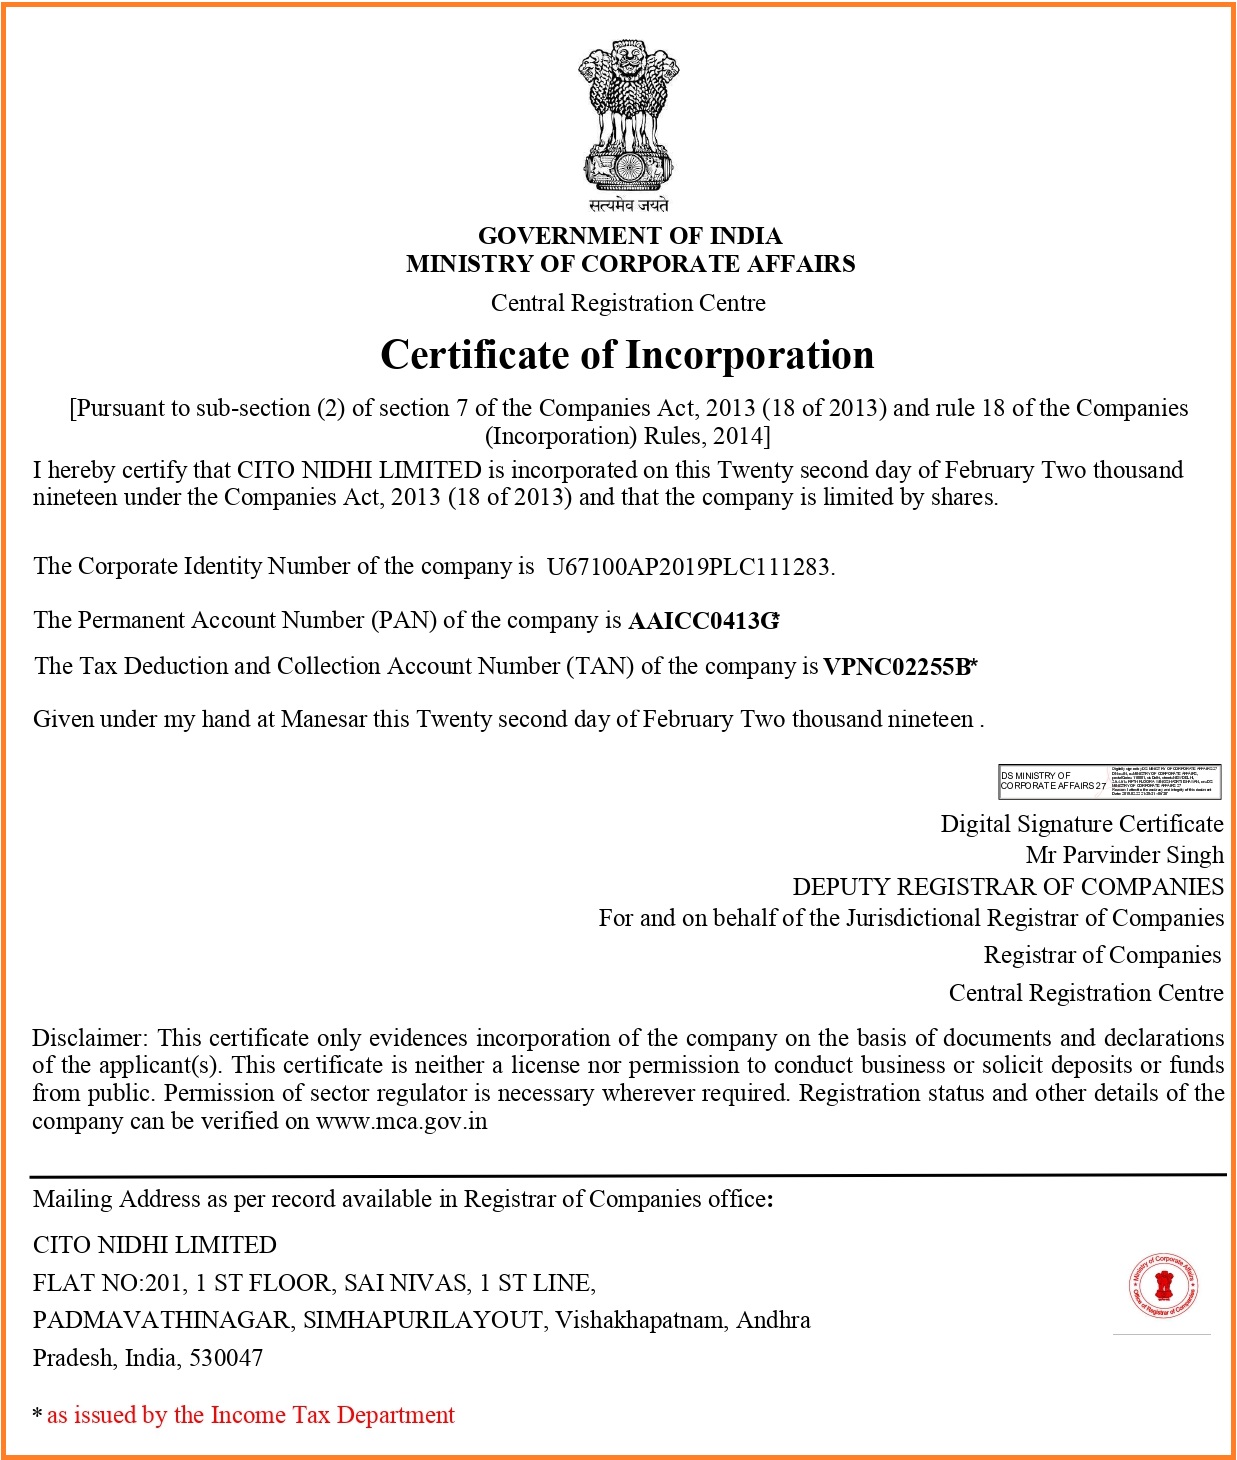 सत्यमेव जयते
GOVERNMENT OF INDIA
MINISTRY OF CORPORATE AFFAIRS
Central Registration Centre
Certificate of Incorporation
[Pursuant to sub-section (2) of section 7 of the Companies Act, 2013 (18 of 2013) and rule 18 of the Companies
(Incorporation) Rules, 2014]
I hereby certify that CITO NIDHI LIMITED is incorporated on this Twenty second day of February Two thousand
nineteen under the Companies Act, 2013 (18 of 2013) and that the company is limited by shares.
The Corporate Identity Number of the company is U67100AP2019PLC111283.
The Permanent Account Number (PAN) of the company is AAICC0413G*
The Tax Deduction and Collection Account Number (TAN) of the company is VPNC02255B*
Given under my hand at Manesar this Twenty second day of February Two thousand nineteen .
DS MINISTRY OF
CORPORATE AFFAIRS 27
Digital Signature Certificate
Mr Parvinder Singh
DEPUTY REGISTRAR OF COMPANIES
For and on behalf of the Jurisdictional Registrar of Companies
Registrar of Companies
Central Registration Centre
Disclaimer: This certificate only evidences incorporation of the company on the basis of documents and declarations
of the applicant(s). This certificate is neither a license nor permission to conduct business or solicit deposits or funds
from public. Permission of sector regulator is necessary wherever required. Registration status and other details of the
company can be verified on www.mca.gov.in
Mailing Address as per record available in Registrar of Companies office:
CITO NIDHI LIMITED
FLAT NO:201, 1 ST FLOOR, SAI NIVAS, 1 ST LINE,
PADMAVATHINAGAR, SIMHAPURILAYOUT, Vishakhapatnam, Andhra
Pradesh, India, 530047
Ministry of Corporate Affairs
Office of Registrar of Companies
* as issued by the Income Tax Department